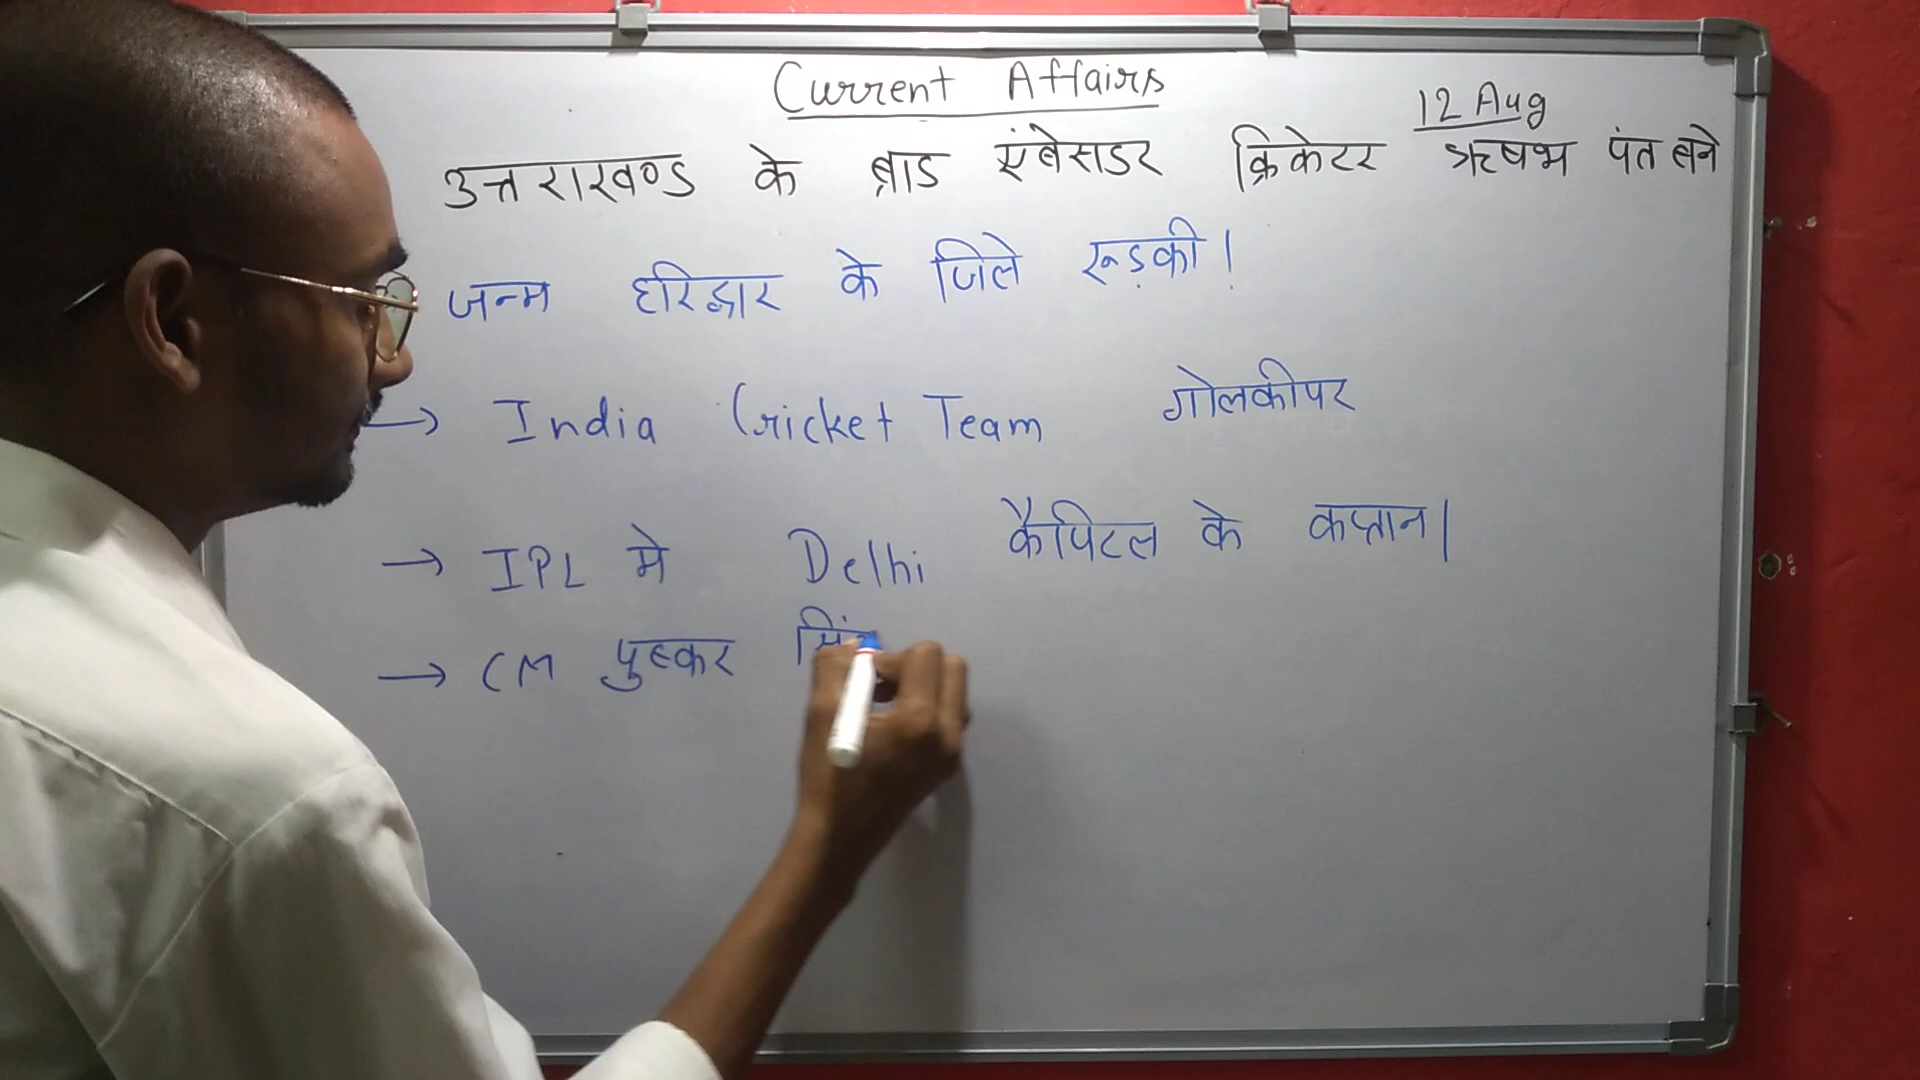 Current Affairs
12 Aug
उत्तराखण्ड के ब्राड एंबेसडर क्रिकेटर ऋषभ पंत बने
जन्म हरिद्वार के जिले रूड़की।
→ India Cricket Team गोलकीपर
→ IPL मे Delhi कैपिटल के कप्तान।
→ CM पुष्कर सिं